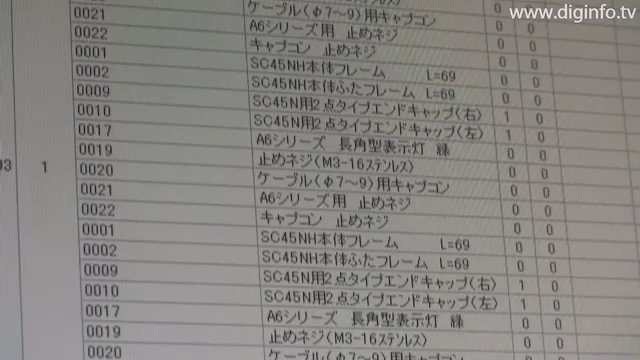 www.diginfo.tv
0021 ケーブル(φ7～9)用キャプコン 0
0022 A6シリーズ用 止めネジ 0 0
0001 キャプコン 止めネジ 0 0
0002 SC45NH本体フレーム L=69 0 0
0009 SC45NH本体ふたフレーム L=69 0 0
0010 SC45N用2点タイプエンドキャップ(右) 1 0
0017 SC45N用2点タイプエンドキャップ(左) 1 0
0019 A6シリーズ 長角型表示灯 緑 0 0
03 1 0020 止めネジ(M3-16ステンレス) 0 0
0021 ケーブル(φ7～9)用キャプコン 0 0
0022 A6シリーズ用 止めネジ 0 0
0001 キャプコン 止めネジ 0 0
0002 SC45NH本体フレーム L=69 0 0
0009 SC45NH本体ふたフレーム L=69 0 0
0010 SC45N用2点タイプエンドキャップ(右) 1 0
0017 SC45N用2点タイプエンドキャップ(左) 1 0
0019 A6シリーズ 長角型表示灯 緑 0 0
0020 止めネジ(M3-16ステンレス) 0 0
ケーブル(φ7～9)用キャプコン 0 0